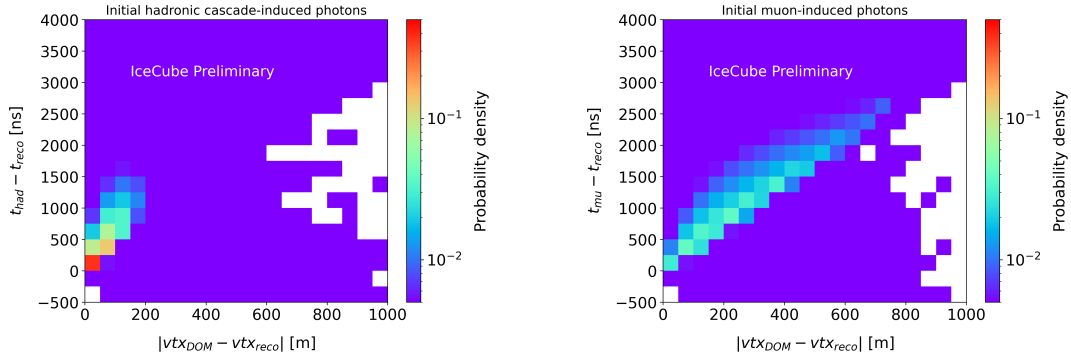 Initial hadronic cascade-induced photons
4000
3500
3000
2500
2000
1500
1000
500
0
−500
t_had − t_reco [ns]
IceCube Preliminary
0 200 400 600 800 1000
|vtx_DOM − vtx_reco| [m]
10^−1
10^−2
Probability density
Initial muon-induced photons
4000
3500
3000
2500
2000
1500
1000
500
0
−500
t_mu − t_reco [ns]
IceCube Preliminary
0 200 400 600 800 1000
|vtx_DOM − vtx_reco| [m]
10^−1
10^−2
Probability density